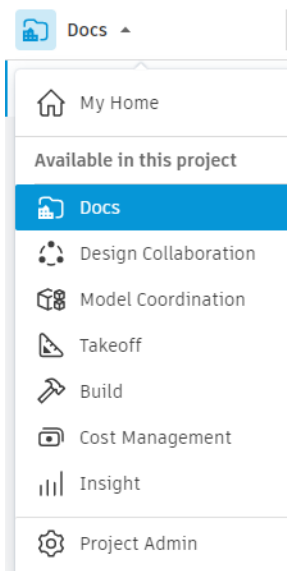 Docs
My Home
Available in this project
Docs
Design Collaboration
Model Coordination
Takeoff
Build
Cost Management
Insight
Project Admin